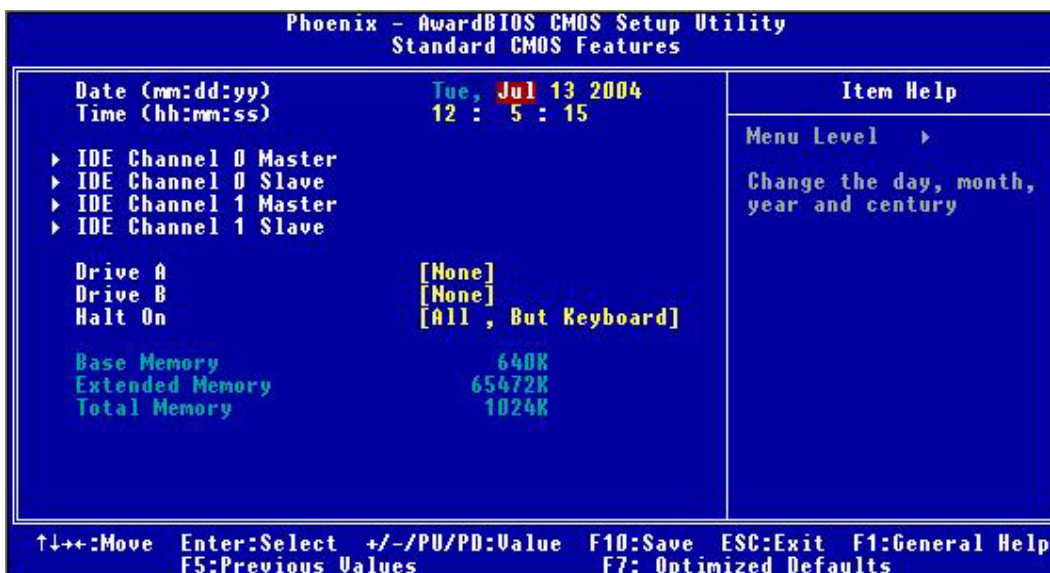 Phoenix - AwardBIOS CMOS Setup Utility
Standard CMOS Features
Date (mm:dd:yy) Tue, Jul 13 2004
Time (hh:mm:ss) 12 : 5 : 15
IDE Channel 0 Master
IDE Channel 0 Slave
IDE Channel 1 Master
IDE Channel 1 Slave
Drive A [None]
Drive B [None]
Halt On [All , But Keyboard]
Base Memory 640K
Extended Memory 65472K
Total Memory 1024K
Item Help
Menu Level
Change the day, month,
year and century
↑↓→←:Move Enter:Select +/-/PU/PD:Value F10:Save ESC:Exit F1:General Help
F5:Previous Values F7: Optimized Defaults